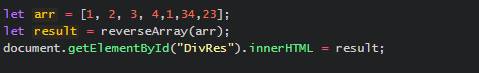 let arr = [1, 2, 3, 4,1,34,23];
let result = reverseArray(arr);
document.getElementById("DivRes").innerHTML = result;